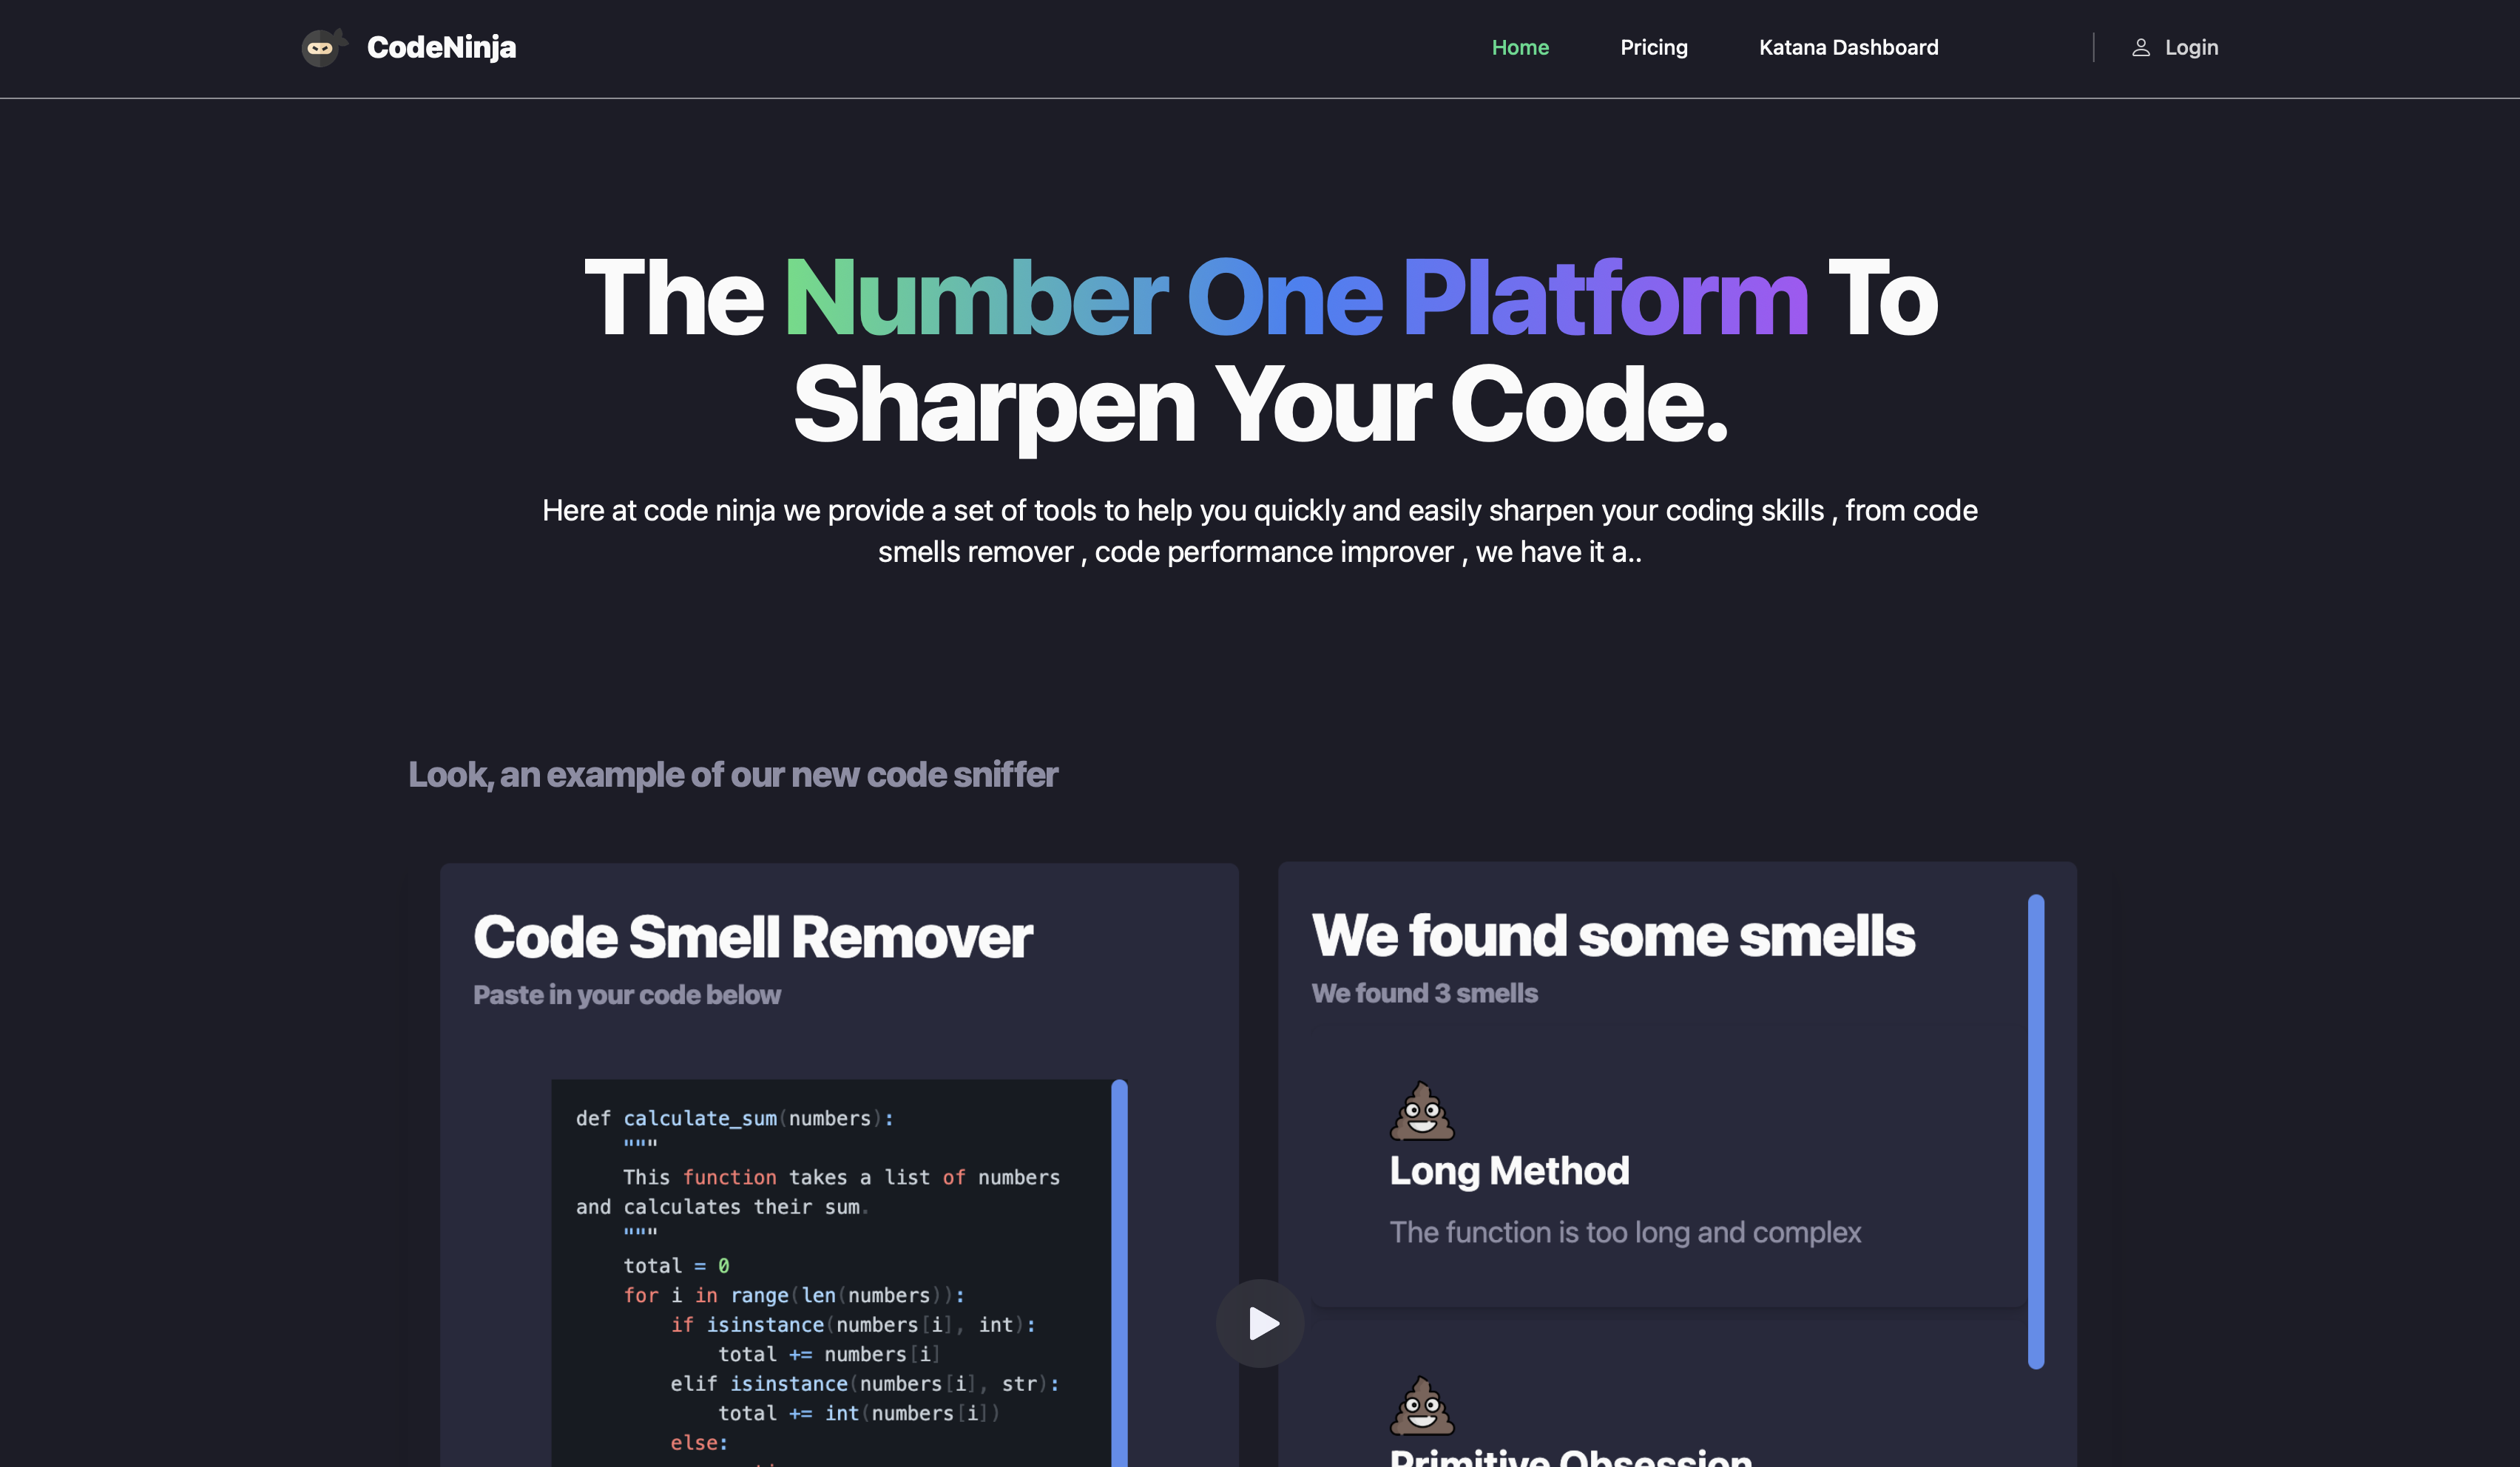 CodeNinja
Home
Pricing
Katana Dashboard
Login
The Number One Platform To
Sharpen Your Code.
Here at code ninja we provide a set of tools to help you quickly and easily sharpen your coding skills , from code
smells remover , code performance improver , we have it a..
Look, an example of our new code sniffer
Code Smell Remover
Paste in your code below
def calculate_sum(numbers):
"""
This function takes a list of numbers
and calculates their sum.
"""
total = 0
for i in range(len(numbers)):
if isinstance(numbers[i], int):
total += numbers[i]
elif isinstance(numbers[i], str):
total += int(numbers[i])
else:
We found some smells
We found 3 smells
Long Method
The function is too long and complex
Primitive Obsession